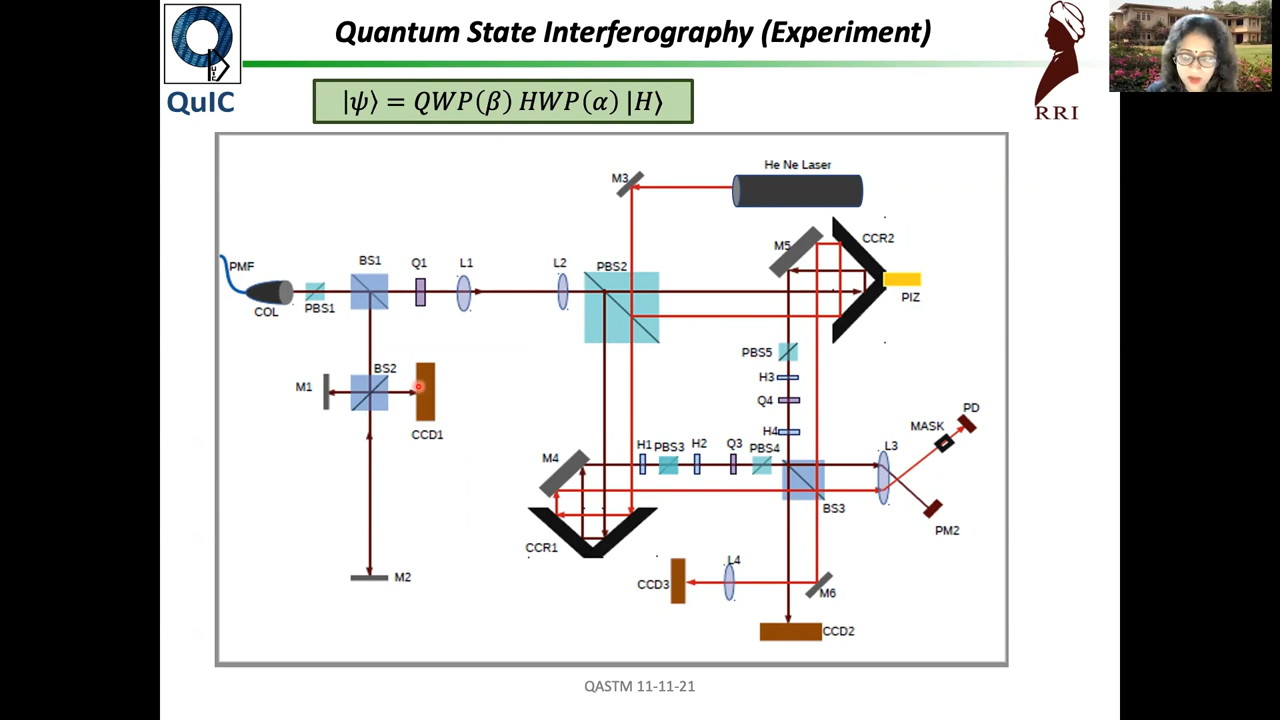 Quantum State Interferography (Experiment)
QuIC
RRI
|ψ⟩ = QWP(β) HWP(α) |H⟩
He Ne Laser
M3
M5
CCR2
PMF
BS1
Q1
L1
L2
PBS2
COL
PBS1
PIZ
PBS5
M1
BS2
H3
Q4
CCD1
H4
PD
MASK
M4
H1
PBS3
H2
Q3
PBS4
L3
BS3
PM2
CCR1
M2
CCD3
L4
M6
CCD2
QASTM 11-11-21